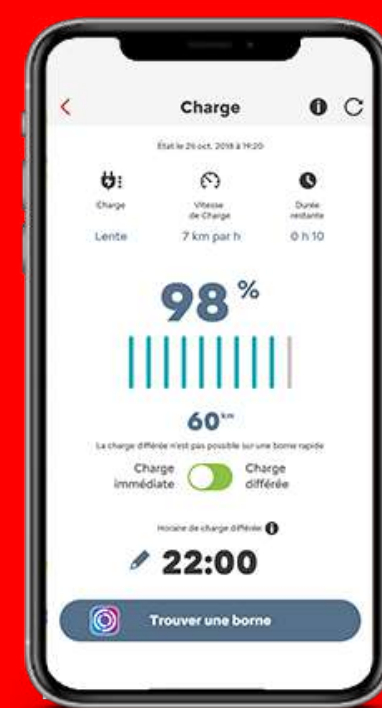 Charge
État le 26 oct. 2018 à 19:20
Charge
Vitesse
de Charge
Durée
restante
Lente
7 km par h
0 h 10
98 %
60 km
La charge différée n'est pas possible sur une borne rapide
Charge
immédiate
Charge
différée
Horaire de charge différée
22:00
Trouver une borne